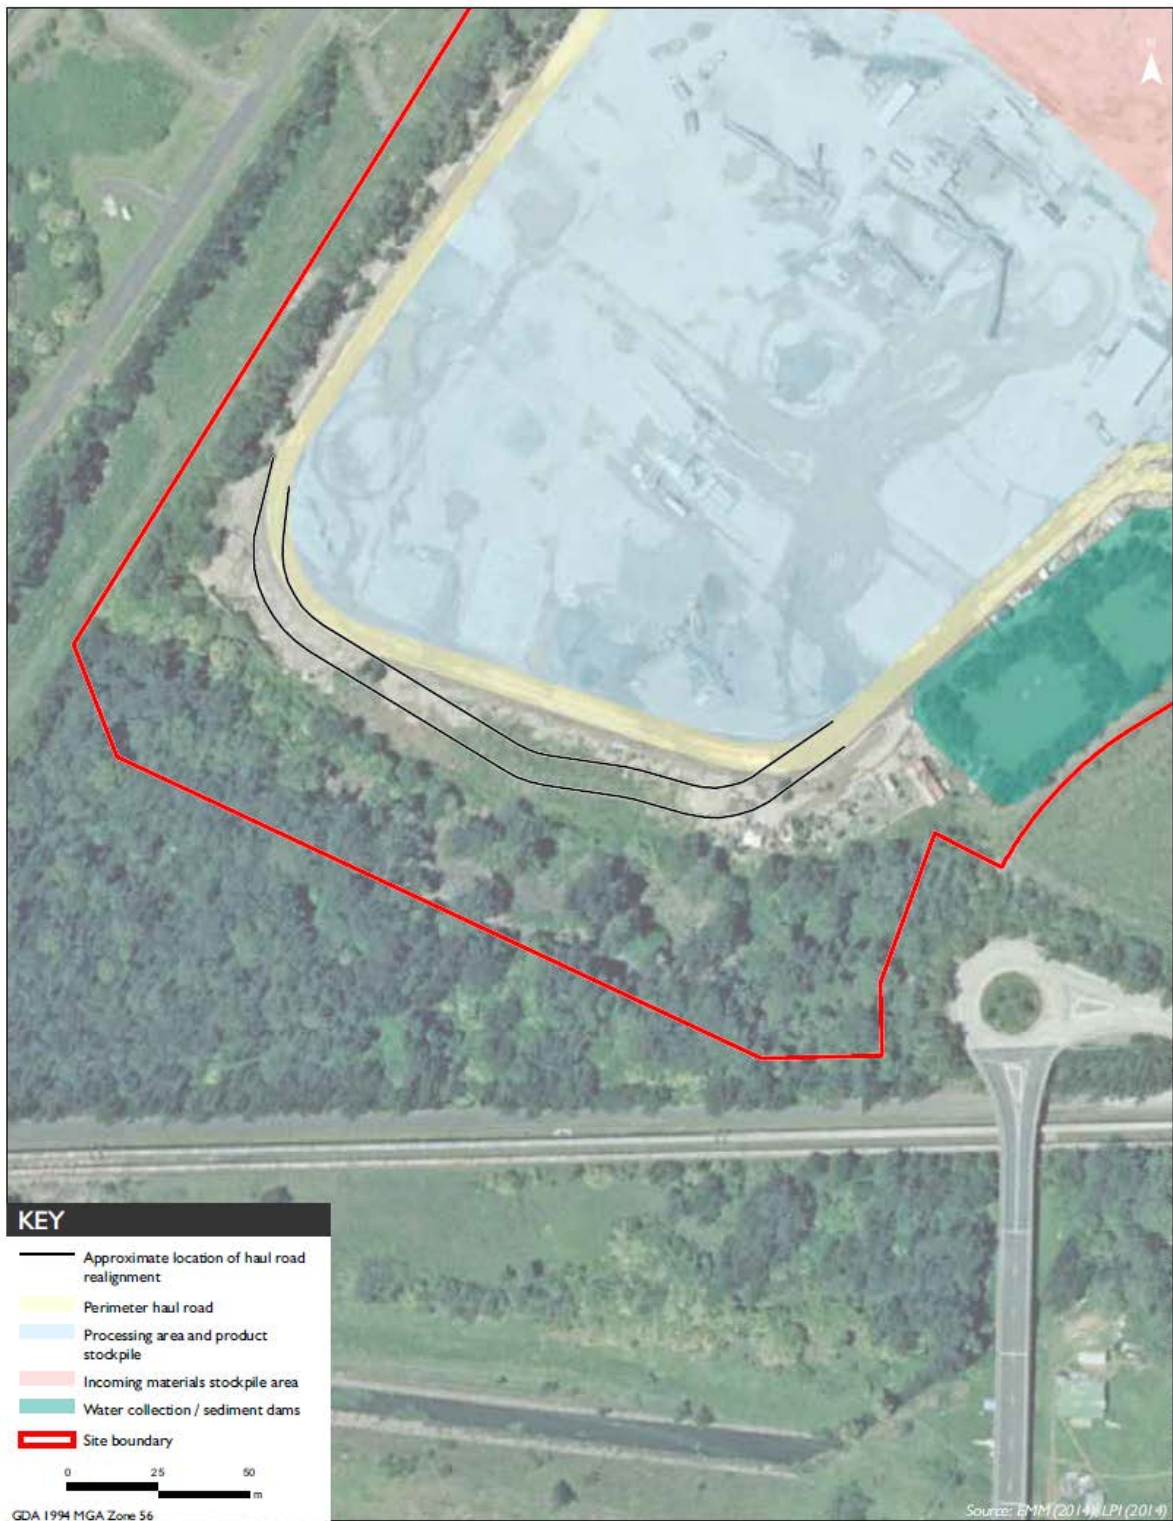 N
KEY
Approximate location of haul road
realignment
Perimeter haul road
Processing area and product
stockpile
Incoming materials stockpile area
Water collection / sediment dams
Site boundary
0 25 50
m
GDA 1994 MGA Zone 56
Source: EMM (2014), LPI (2014)